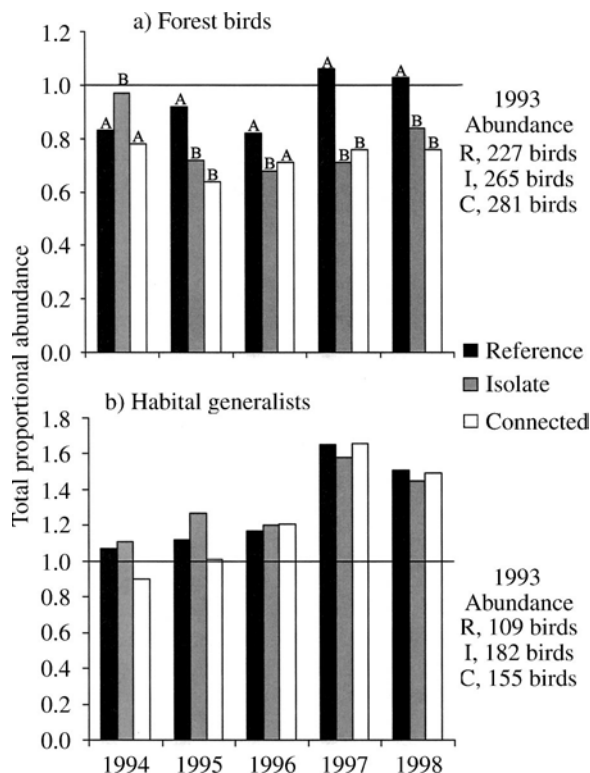 a) Forest birds
1.2
1.0
0.8
0.6
0.4
0.2
0.0
A B A
A B B
A B A
A B B
A B B
1993
Abundance
R, 227 birds
I, 265 birds
C, 281 birds
Total proportional abundance
Reference
Isolate
Connected
b) Habital generalists
1.8
1.6
1.4
1.2
1.0
0.8
0.6
0.4
0.2
0.0
1993
Abundance
R, 109 birds
I, 182 birds
C, 155 birds
1994 1995 1996 1997 1998